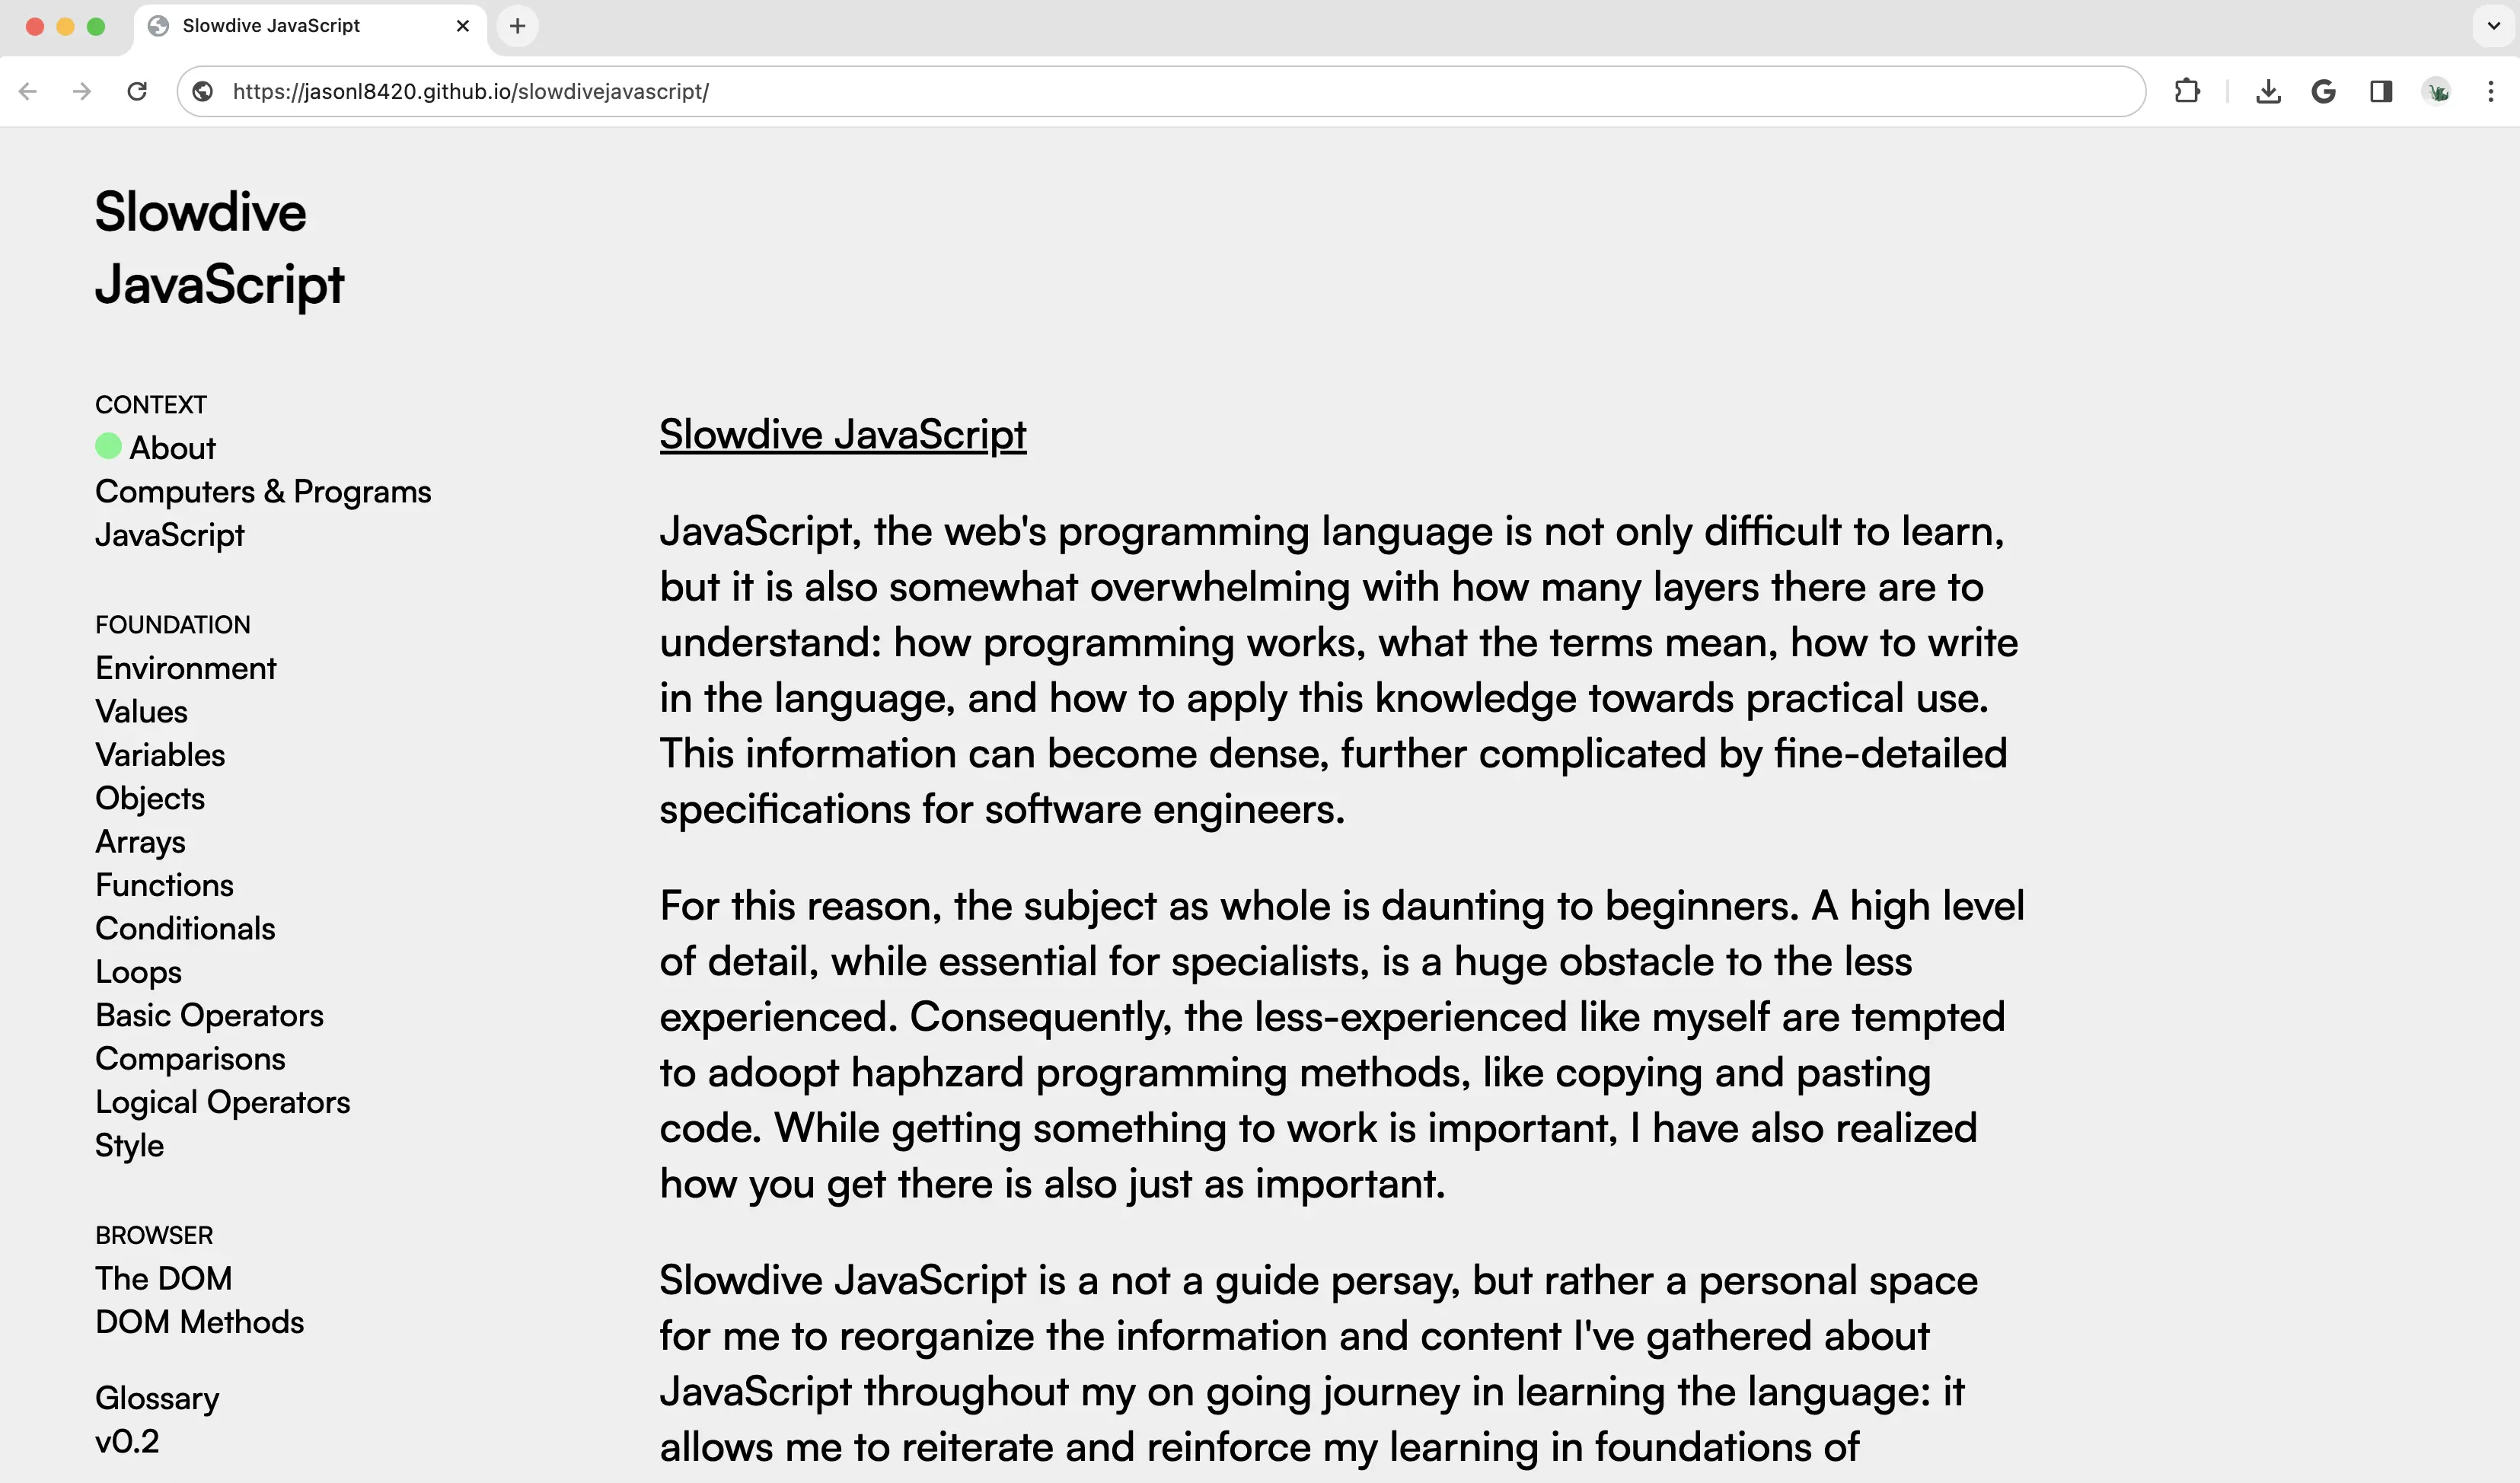 Slowdive JavaScript
https://jasonl8420.github.io/slowdivejavascript/
Slowdive
JavaScript
CONTEXT
About
Computers & Programs
JavaScript
FOUNDATION
Environment
Values
Variables
Objects
Arrays
Functions
Conditionals
Loops
Basic Operators
Comparisons
Logical Operators
Style
BROWSER
The DOM
DOM Methods
Glossary
v0.2
Slowdive JavaScript
JavaScript, the web's programming language is not only difficult to learn,
but it is also somewhat overwhelming with how many layers there are to
understand: how programming works, what the terms mean, how to write
in the language, and how to apply this knowledge towards practical use.
This information can become dense, further complicated by fine-detailed
specifications for software engineers.
For this reason, the subject as whole is daunting to beginners. A high level
of detail, while essential for specialists, is a huge obstacle to the less
experienced. Consequently, the less-experienced like myself are tempted
to adoopt haphzard programming methods, like copying and pasting
code. While getting something to work is important, I have also realized
how you get there is also just as important.
Slowdive JavaScript is a not a guide persay, but rather a personal space
for me to reorganize the information and content I've gathered about
JavaScript throughout my on going journey in learning the language: it
allows me to reiterate and reinforce my learning in foundations of